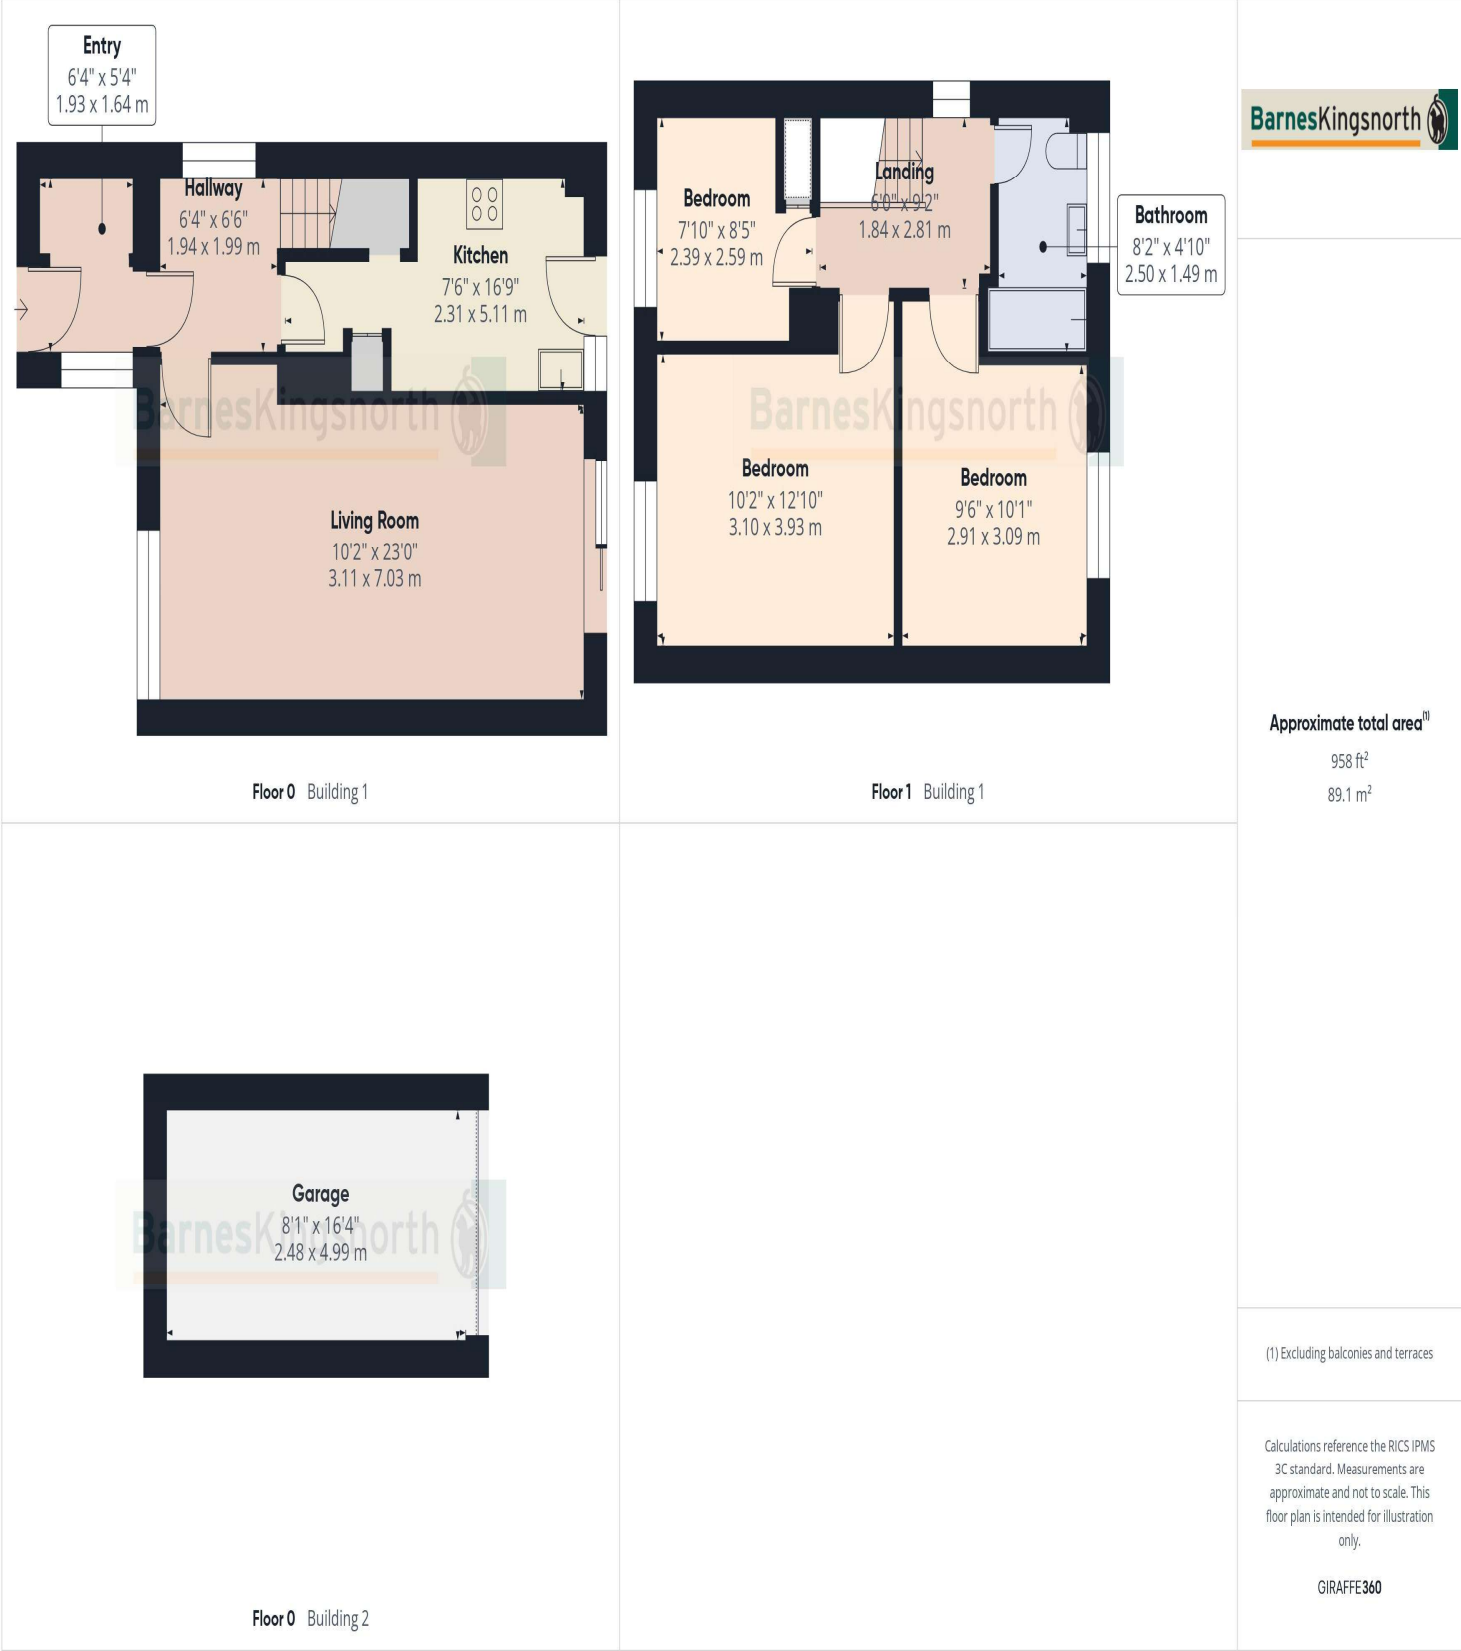 Entry
6'4" x 5'4"
1.93 x 1.64 m
Hallway
6'4" x 6'6"
1.94 x 1.99 m
Kitchen
7'6" x 16'9"
2.31 x 5.11 m
BarnesKingsnorth
Living Room
10'2" x 23'0"
3.11 x 7.03 m
Floor 0 Building 1
Bedroom
7'10" x 8'5"
2.39 x 2.59 m
Landing
6'0" x 9'2"
1.84 x 2.81 m
Bathroom
8'2" x 4'10"
2.50 x 1.49 m
BarnesKingsnorth
Bedroom
10'2" x 12'10"
3.10 x 3.93 m
Bedroom
9'6" x 10'1"
2.91 x 3.09 m
Floor 1 Building 1
Garage
8'1" x 16'4"
2.48 x 4.99 m
BarnesKingsnorth
Floor 0 Building 2
BarnesKingsnorth
Approximate total area(1)
958 ft²
89.1 m²
(1) Excluding balconies and terraces
Calculations reference the RICS IPMS
3C standard. Measurements are
approximate and not to scale. This
floor plan is intended for illustration
only.
GIRAFFE360